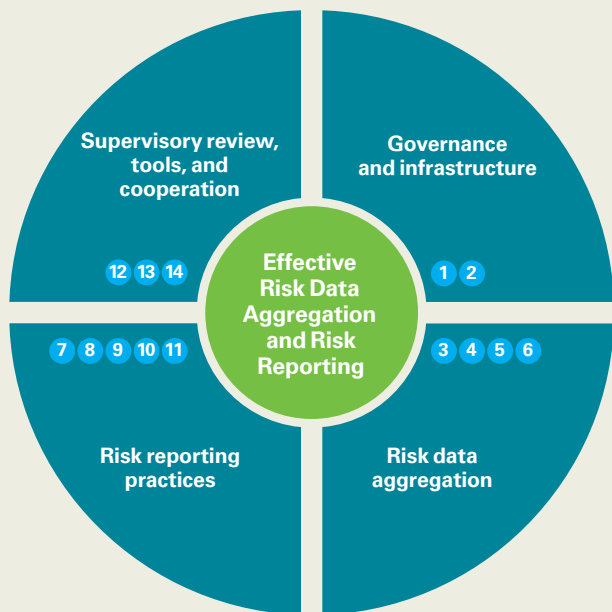 Supervisory review,
tools, and
cooperation
12 13 14
Governance
and infrastructure
1 2
Effective
Risk Data
Aggregation
and Risk
Reporting
7 8 9 10 11
Risk reporting
practices
3 4 5 6
Risk data
aggregation